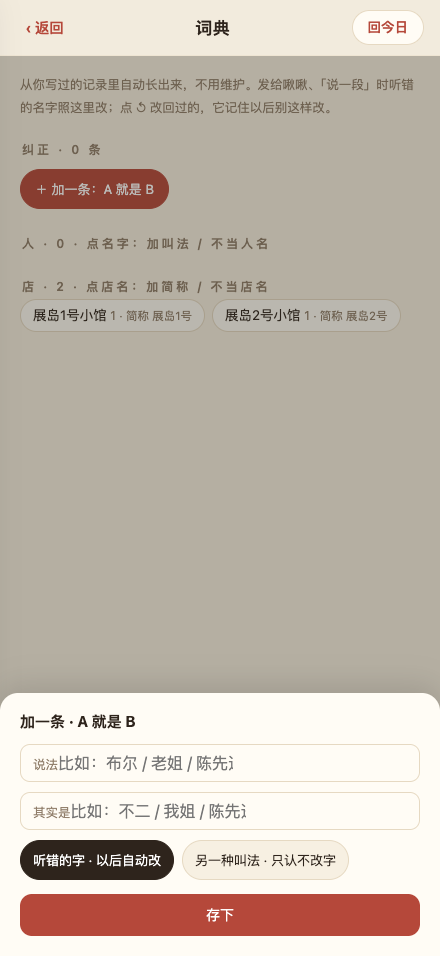 ‹ 返回
词典
回今日
从你写过的记录里自动长出来，不用维护。发给啾啾、「说一段」时听错
的名字照这里改；点 ↺ 改回过的，它记住以后别这样改。
纠正 · 0 条
＋ 加一条：A 就是 B
人 · 0 · 点名字：加叫法 / 不当人名
店 · 2 · 点店名：加简称 / 不当店名
展岛1号小馆 1 · 简称 展岛1号
展岛2号小馆 1 · 简称 展岛2号
加一条 · A 就是 B
说法 比如：布尔 / 老姐 / 陈先
其实是 比如：不二 / 我姐 / 陈先
听错的字 · 以后自动改
另一种叫法 · 只认不改字
存下